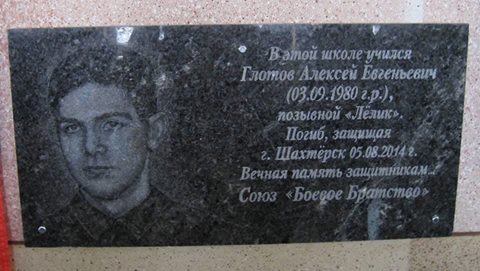 В этой школе учился
Глотов Алексей Евгеньевич
(03.09.1980 г.р.),
позывной «Лёлик».
Погиб, защищая
г. Шахтёрск 05.08.2014 г.
Вечная память защитникам...
Союз «Боевое Братство»